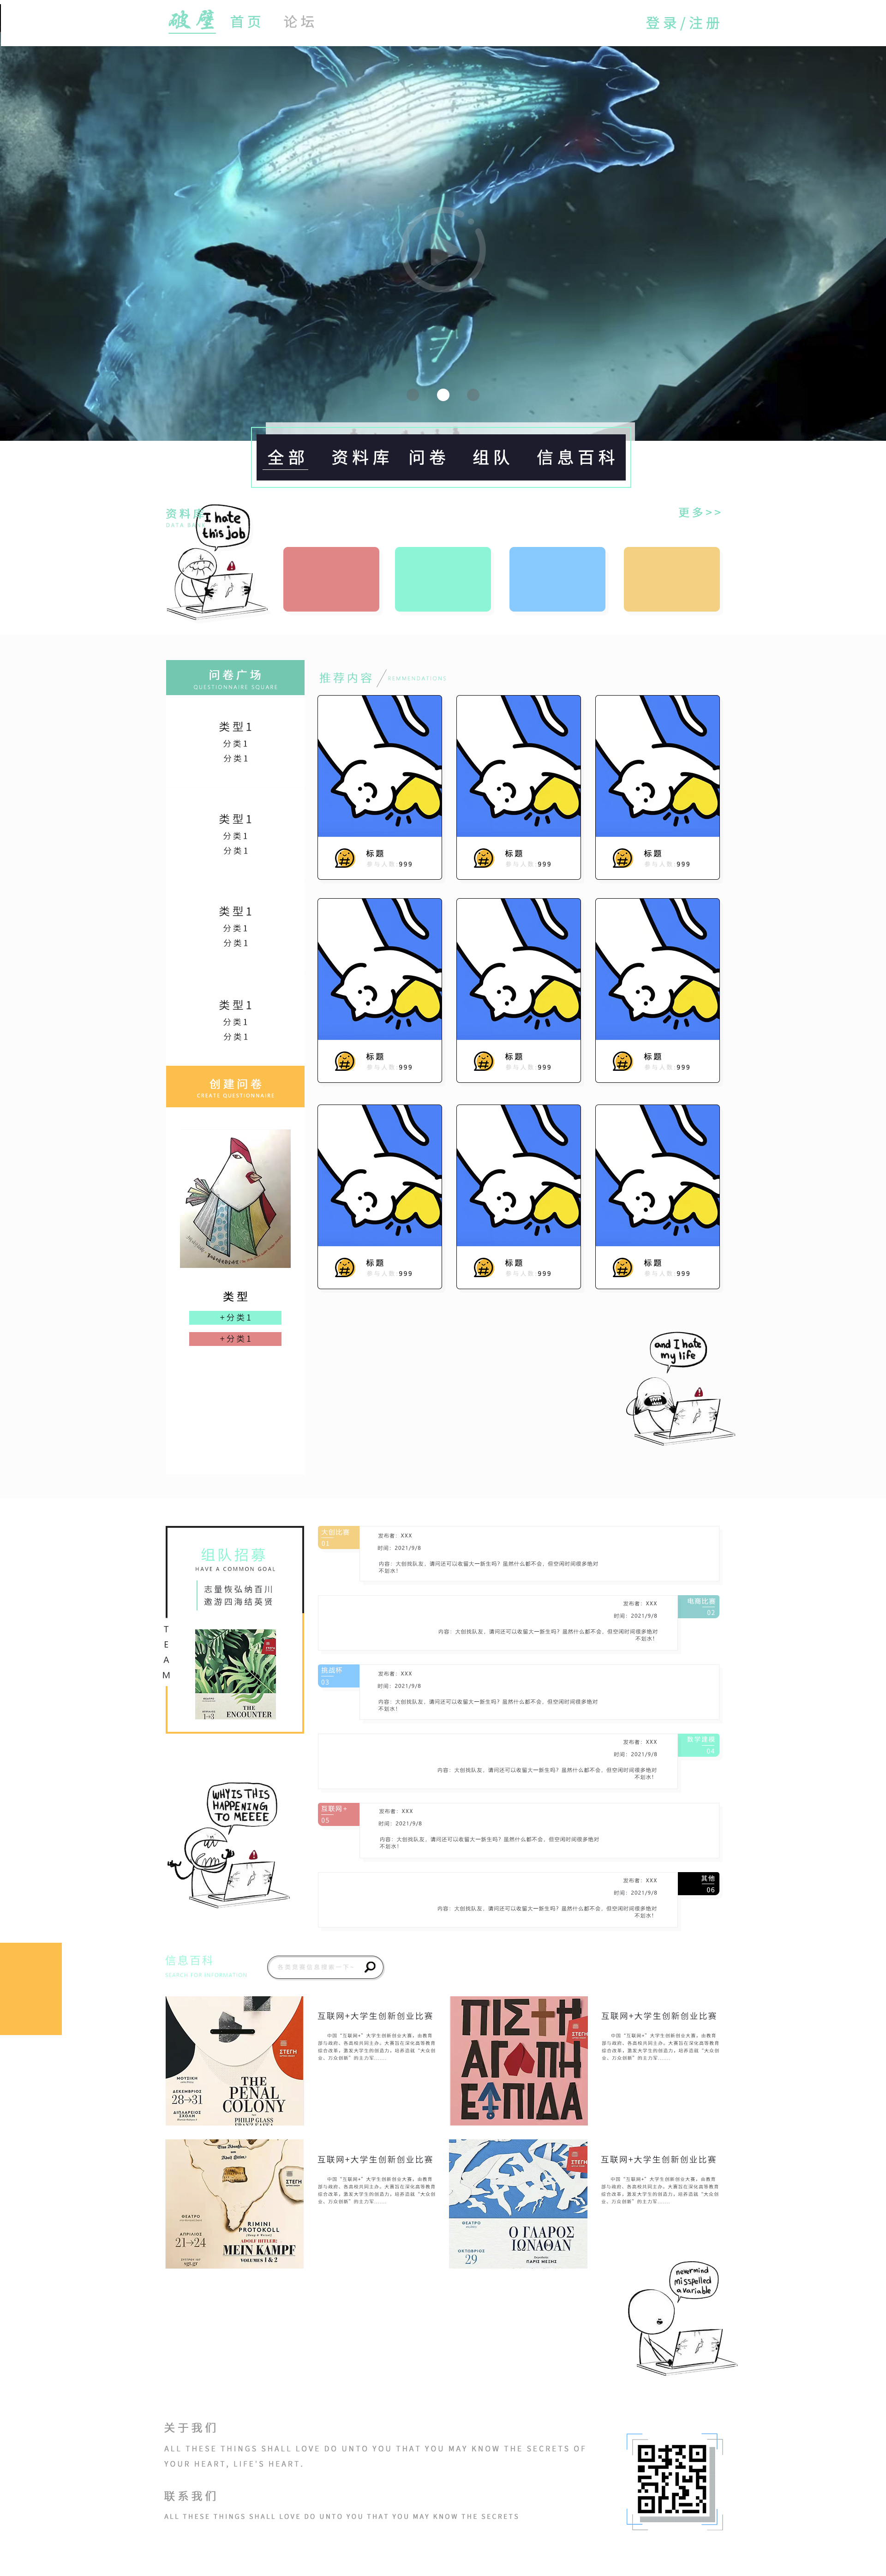 破壁 首页 论坛 登录/注册
全部 资料库 问卷 组队 信息百科
资料库
更多>>
I hate
this job
问卷广场
QUESTIONNAIRE SQUARE
类型1
分类1
分类1
类型1
分类1
分类1
类型1
分类1
分类1
类型1
分类1
分类1
创建问卷
CREATE QUESTIONNAIRE
类型
+分类1
+分类1
推荐内容
REMMENDATIONS
标题 标题 标题
参与人数:999 参与人数:999 参与人数:999
标题 标题 标题
参与人数:999 参与人数:999 参与人数:999
标题 标题 标题
参与人数:999 参与人数:999 参与人数:999
and I hate
my life
组队招募
HAVE A COMMON GOAL
志量恢弘纳百川
遨游四海结英贤
TEAM
THE
ENCOUNTER
大创比赛
01
发布者：XXX
时间：2021/9/8
内容：大创找队友，请问还可以收留大一新生吗？虽然什么都不会，但空闲时间很多绝对
不划水！
电商比赛
02
发布者：XXX
时间：2021/9/8
内容：大创找队友，请问还可以收留大一新生吗？虽然什么都不会，但空闲时间很多绝对
不划水！
挑战杯
03
发布者：XXX
时间：2021/9/8
内容：大创找队友，请问还可以收留大一新生吗？虽然什么都不会，但空闲时间很多绝对
不划水！
数学建模
04
发布者：XXX
时间：2021/9/8
内容：大创找队友，请问还可以收留大一新生吗？虽然什么都不会，但空闲时间很多绝对
不划水！
互联网+
05
发布者：XXX
时间：2021/9/8
内容：大创找队友，请问还可以收留大一新生吗？虽然什么都不会，但空闲时间很多绝对
不划水！
其他
06
发布者：XXX
时间：2021/9/8
内容：大创找队友，请问还可以收留大一新生吗？虽然什么都不会，但空闲时间很多绝对
不划水！
WHY IS THIS
HAPPENING
TO MEEEE
信息百科
SEARCH FOR INFORMATION
ΣΤΕΓΗ
ΜΟΥΣΙΚΗ
ΔΕΚΕΜΒΡΙΟΣ
28→31
THE
PENAL
COLONY
PHILIP GLASS
互联网+大学生创新创业比赛
中国“互联网+”大学生创新创业大赛，由教育
部与政府、各高校共同主办。大赛旨在深化高等教育
综合改革，激发大学生的创造力，培养造就“大众创
业、万众创新”的主力军......
ΠΙΣΤΗ
ΑΓΑΠΗ
ΕΛΠΙΔΑ
互联网+大学生创新创业比赛
中国“互联网+”大学生创新创业大赛，由教育
部与政府、各高校共同主办。大赛旨在深化高等教育
综合改革，激发大学生的创造力，培养造就“大众创
业、万众创新”的主力军......
ΣΤΕΓΗ
ΘΕΑΤΡΟ
ΑΠΡΙΛΙΟΣ
21→24
RIMINI
PROTOKOLL
ADOLF HITLER:
MEIN KAMPF
VOLUMES 1 & 2
互联网+大学生创新创业比赛
中国“互联网+”大学生创新创业大赛，由教育
部与政府、各高校共同主办。大赛旨在深化高等教育
综合改革，激发大学生的创造力，培养造就“大众创
业、万众创新”的主力军......
ΣΤΕΓΗ
ΘΕΑΤΡΟ
Ο ΓΛΑΡΟΣ
ΙΩΝΑΘΑΝ
ΟΚΤΩΒΡΙΟΣ
29
互联网+大学生创新创业比赛
中国“互联网+”大学生创新创业大赛，由教育
部与政府、各高校共同主办。大赛旨在深化高等教育
综合改革，激发大学生的创造力，培养造就“大众创
业、万众创新”的主力军......
nevermind
misspelled
a variable
关于我们
ALL THESE THINGS SHALL LOVE DO UNTO YOU THAT YOU MAY KNOW THE SECRETS OF
YOUR HEART, LIFE'S HEART.
联系我们
ALL THESE THINGS SHALL LOVE DO UNTO YOU THAT YOU MAY KNOW THE SECRETS